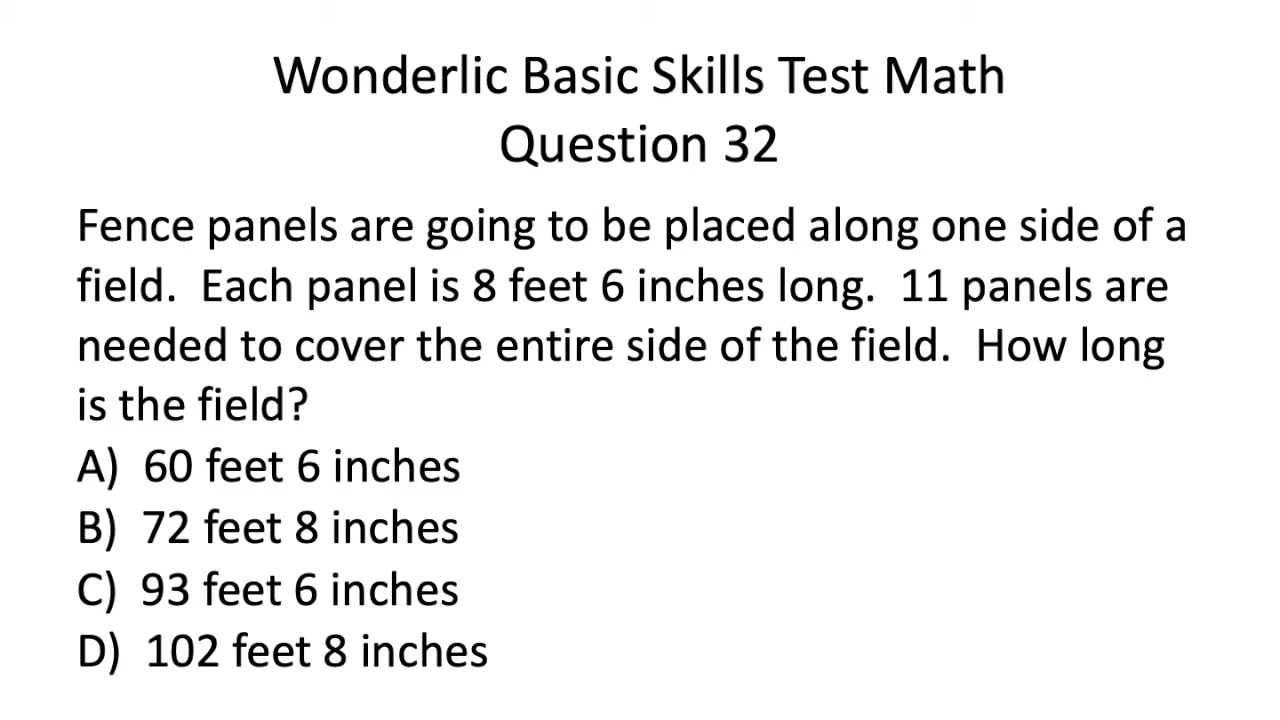 Wonderlic Basic Skills Test Math
Question 32
Fence panels are going to be placed along one side of a
field.  Each panel is 8 feet 6 inches long.  11 panels are
needed to cover the entire side of the field.  How long
is the field?
A)  60 feet 6 inches
B)  72 feet 8 inches
C)  93 feet 6 inches
D)  102 feet 8 inches